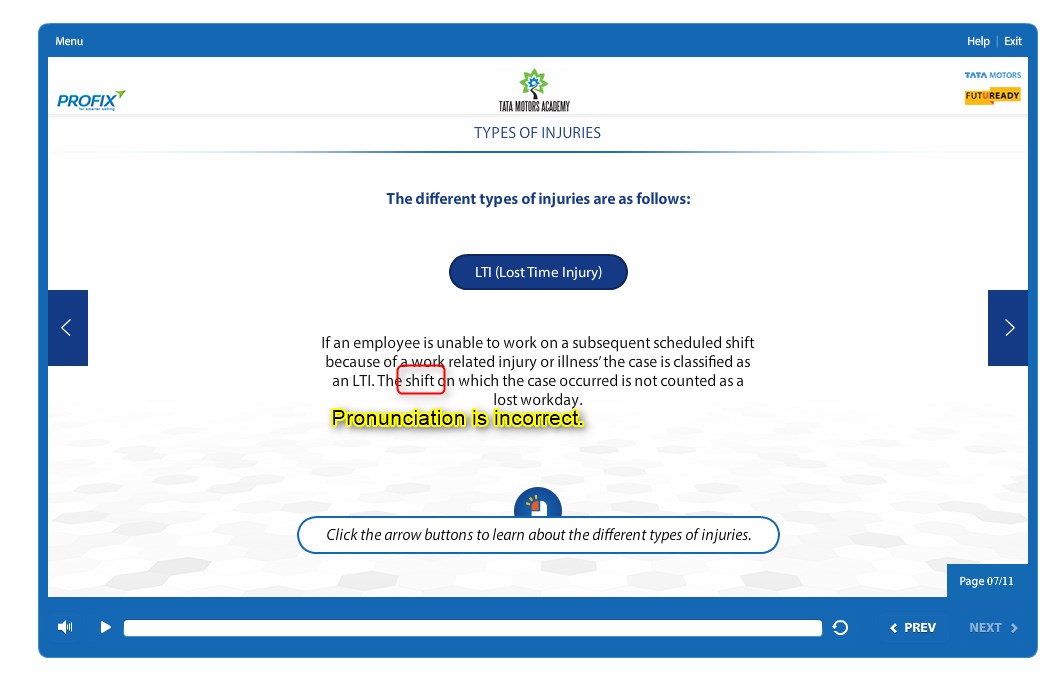 Menu
Help | Exit
PROFIX
TATA MOTORS ACADEMY
TATA MOTORS
FUTUREADY
TYPES OF INJURIES
The different types of injuries are as follows:
LTI (Lost Time Injury)
If an employee is unable to work on a subsequent scheduled shift
because of a work related injury or illness' the case is classified as
an LTI. The shift on which the case occurred is not counted as a
lost workday.
Pronunciation is incorrect.
Click the arrow buttons to learn about the different types of injuries.
Page 07/11
PREV
NEXT